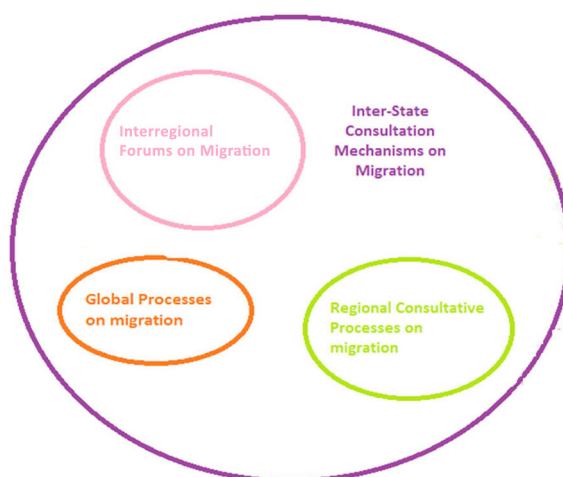 Interregional
Forums on Migration
Inter-State
Consultation
Mechanisms on
Migration
Global Processes
on migration
Regional Consultative
Processes on
migration